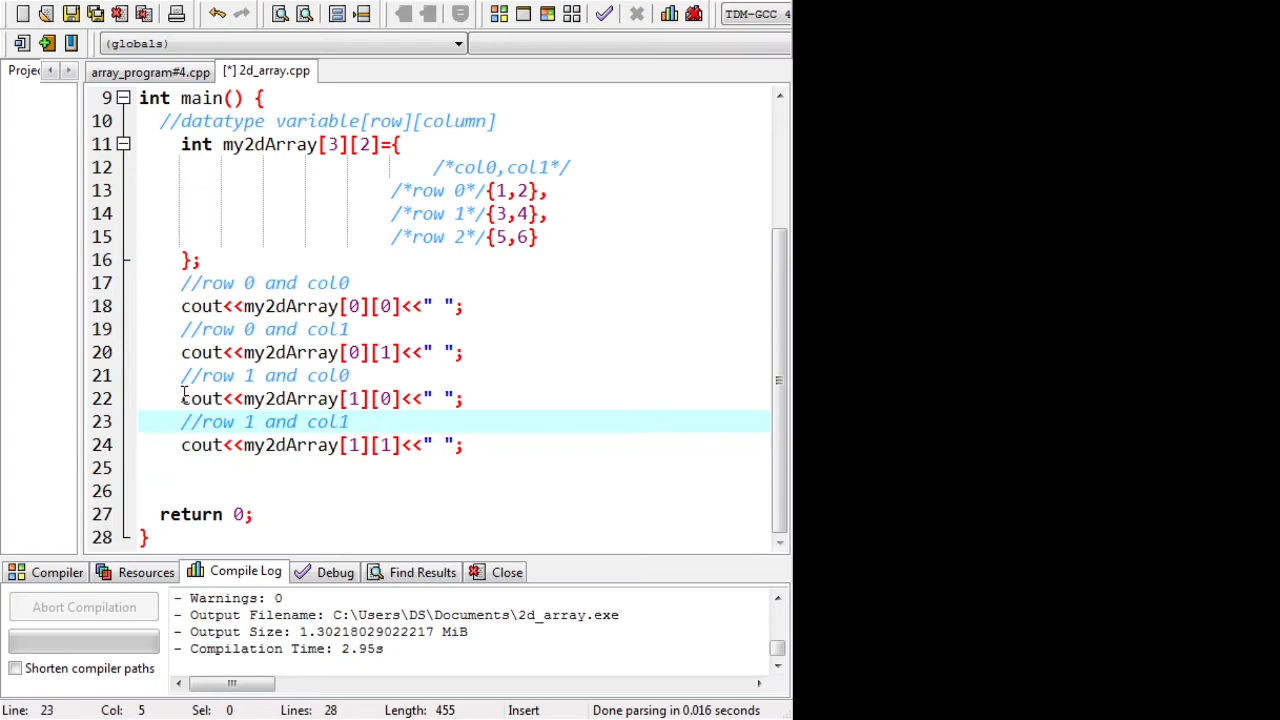 TDM-GCC 4
(globals)
Projec
array_program#4.cpp
[*] 2d_array.cpp
9 int main() {
10 //datatype variable[row][column]
11 int my2dArray[3][2]={
12 /*col0,col1*/
13 /*row 0*/{1,2},
14 /*row 1*/{3,4},
15 /*row 2*/{5,6}
16 };
17 //row 0 and col0
18 cout<<my2dArray[0][0]<<" ";
19 //row 0 and col1
20 cout<<my2dArray[0][1]<<" ";
21 //row 1 and col0
22 cout<<my2dArray[1][0]<<" ";
23 //row 1 and col1
24 cout<<my2dArray[1][1]<<" ";
25
26
27 return 0;
28 }
Compiler Resources Compile Log Debug Find Results Close
Abort Compilation
Shorten compiler paths
- Warnings: 0
- Output Filename: C:\Users\DS\Documents\2d_array.exe
- Output Size: 1.30218029022217 MiB
- Compilation Time: 2.95s
Line: 23 Col: 5 Sel: 0 Lines: 28 Length: 455 Insert Done parsing in 0.016 seconds